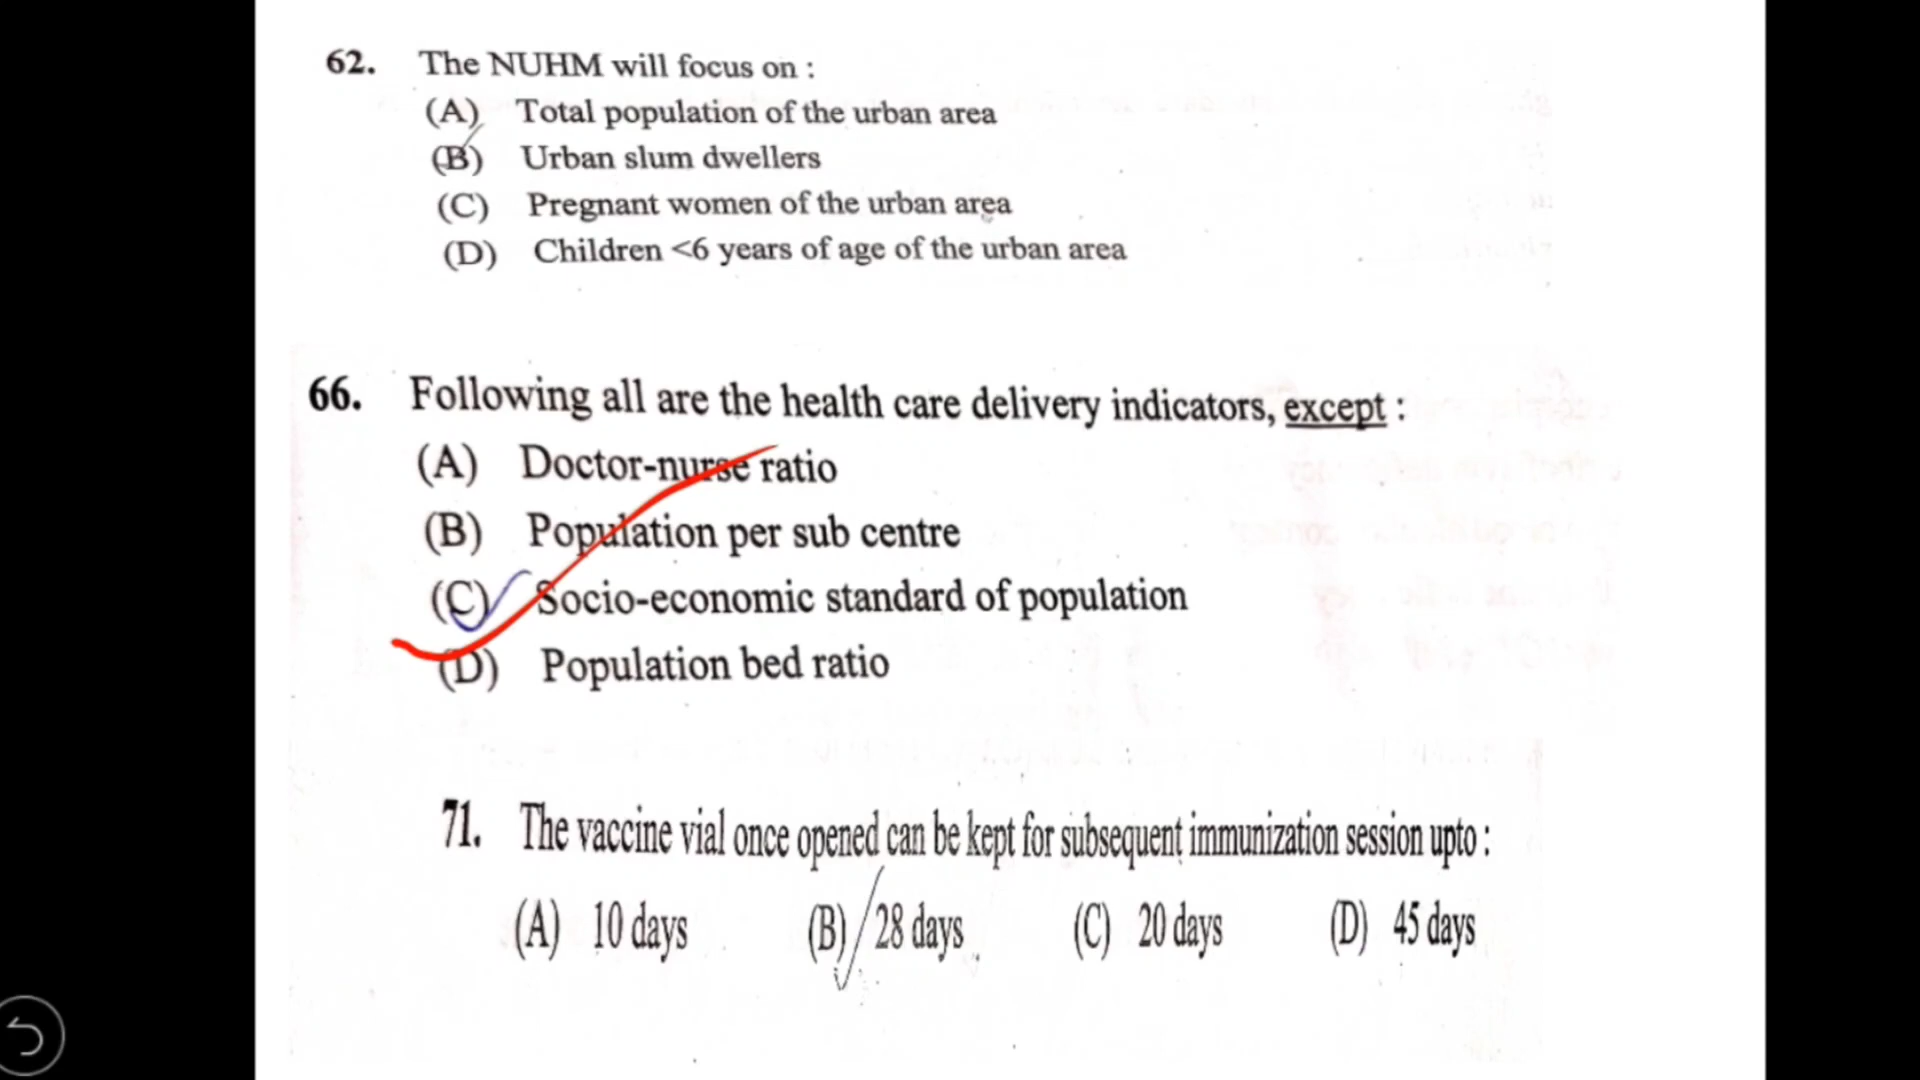 62. The NUHM will focus on :
(A) Total population of the urban area
(B) Urban slum dwellers
(C) Pregnant women of the urban area
(D) Children <6 years of age of the urban area
66. Following all are the health care delivery indicators, except :
(A) Doctor-nurse ratio
(B) Population per sub centre
(C) Socio-economic standard of population
(D) Population bed ratio
71. The vaccine vial once opened can be kept for subsequent immunization session upto :
(A) 10 days (B) 28 days (C) 20 days (D) 45 days